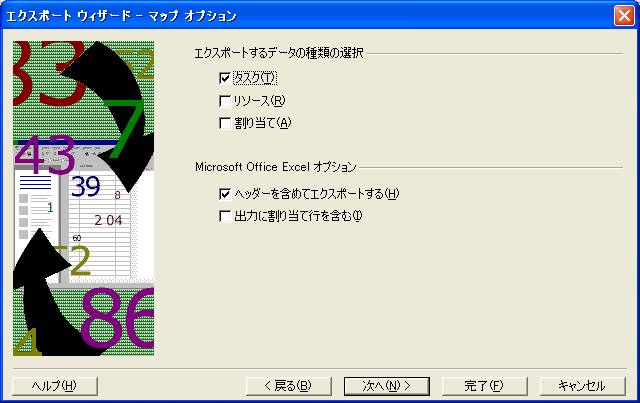 エクスポート ウィザード - マップ オプション
エクスポートするデータの種類の選択
タスク(T)
リソース(R)
割り当て(A)
Microsoft Office Excel オプション
ヘッダーを含めてエクスポートする(H)
出力に割り当て行を含む(I)
33
52
7
43
39
8
1
2 04
60
52
86
4
ヘルプ(H)
< 戻る(B)
次へ(N) >
完了(F)
キャンセル